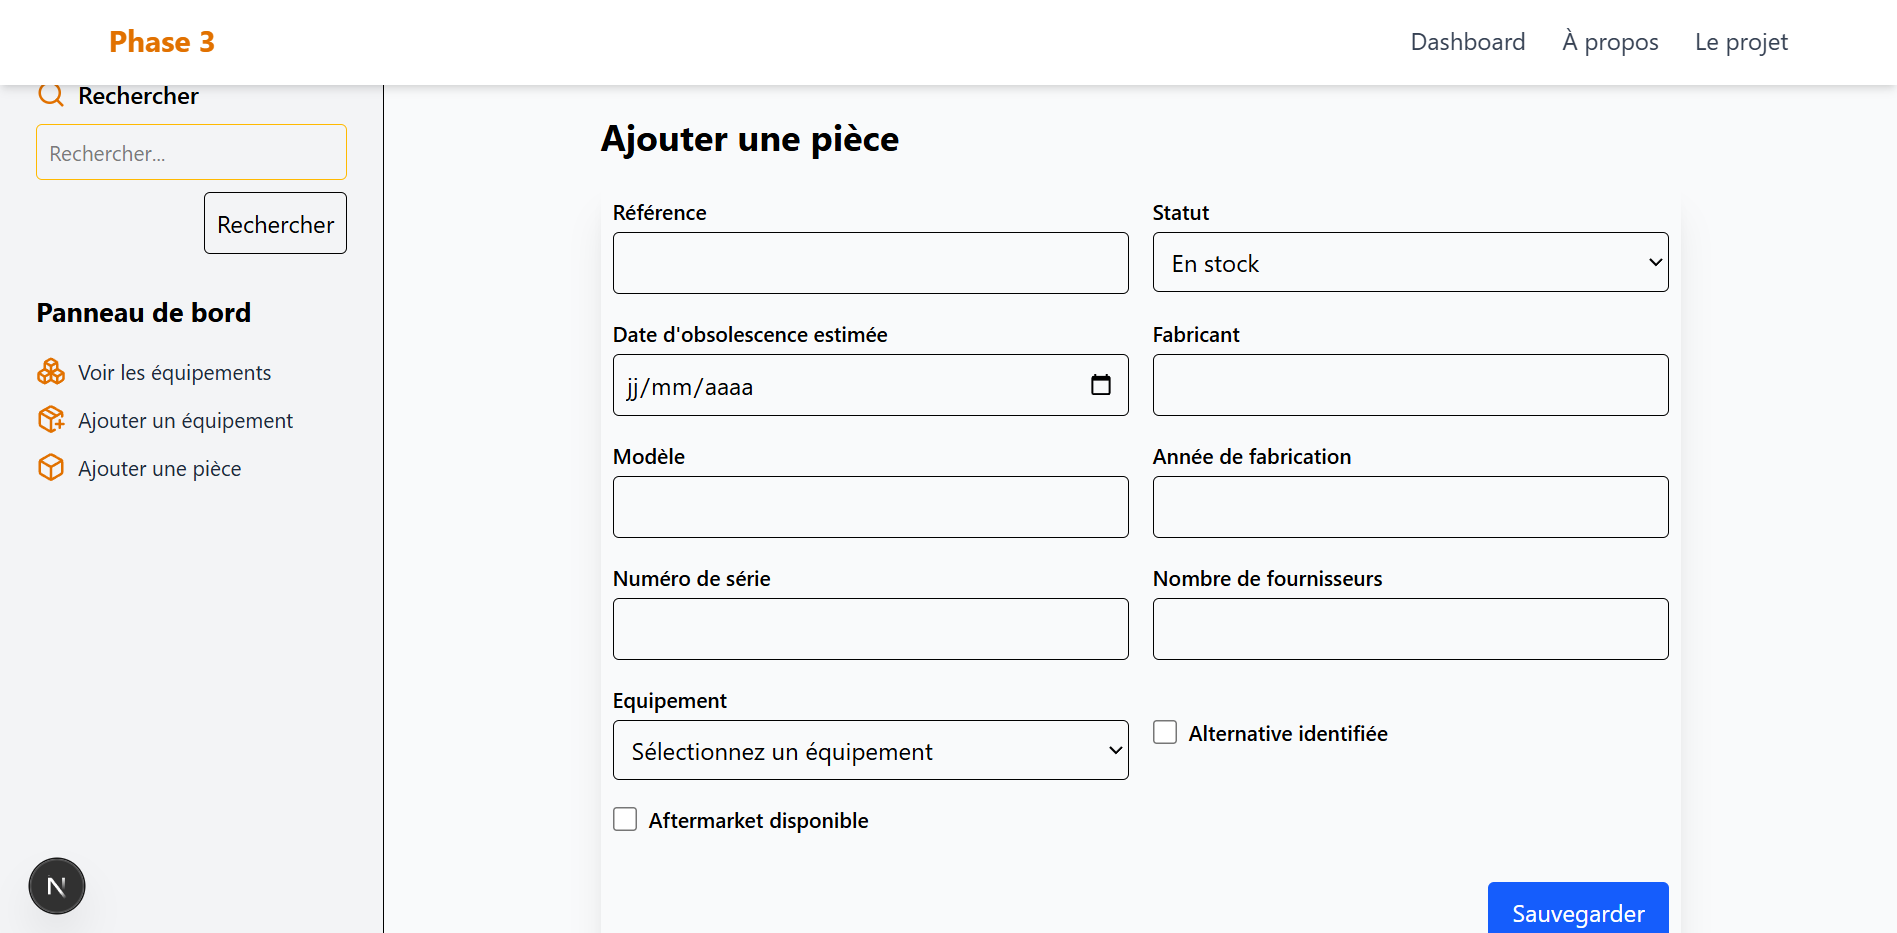 Phase 3
Dashboard
À propos
Le projet
Rechercher
Rechercher...
Rechercher
Panneau de bord
Voir les équipements
Ajouter un équipement
Ajouter une pièce
Ajouter une pièce
Référence
Statut
En stock
Date d'obsolescence estimée
Fabricant
jj/mm/aaaa
Modèle
Année de fabrication
Numéro de série
Nombre de fournisseurs
Equipement
Sélectionnez un équipement
Alternative identifiée
Aftermarket disponible
Sauvegarder
N